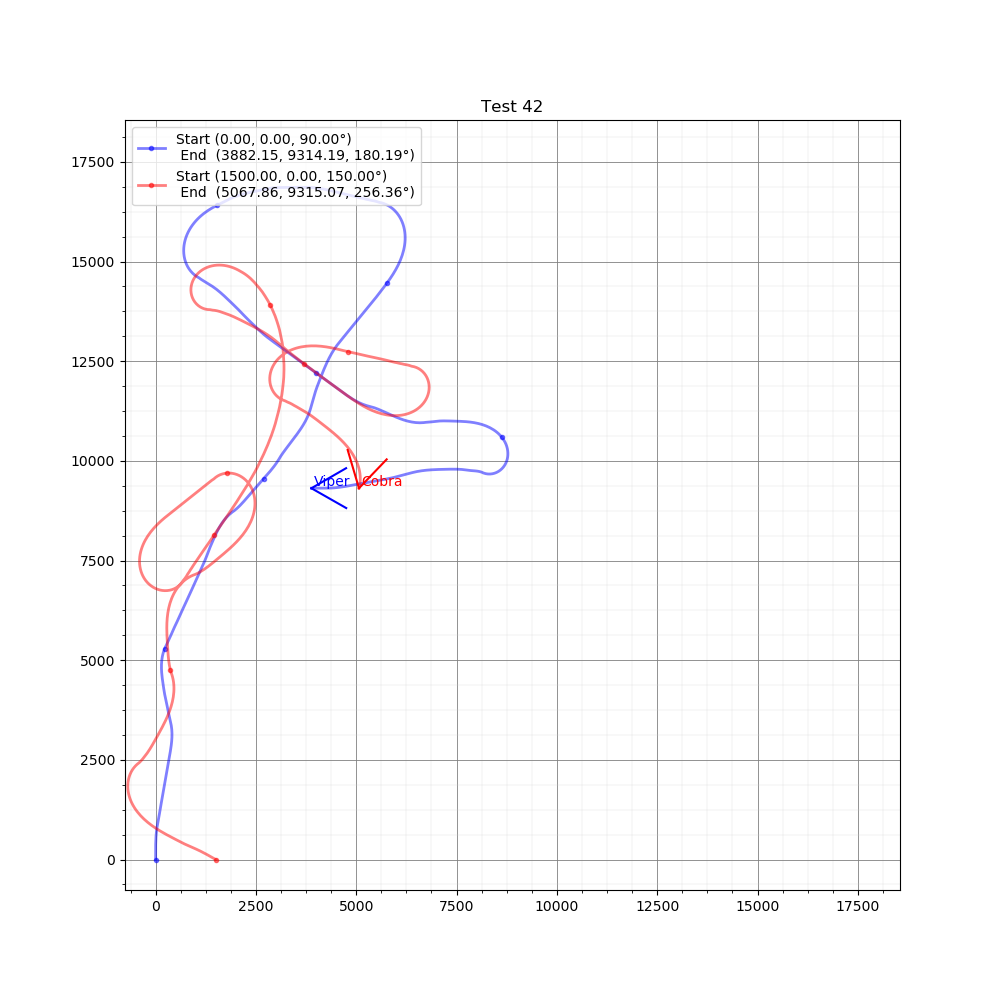 Test 42
Start (0.00, 0.00, 90.00°)
End (3882.15, 9314.19, 180.19°)
Start (1500.00, 0.00, 150.00°)
End (5067.86, 9315.07, 256.36°)
17500
15000
12500
10000
7500
5000
2500
0
Viper
Cobra
0 2500 5000 7500 10000 12500 15000 17500